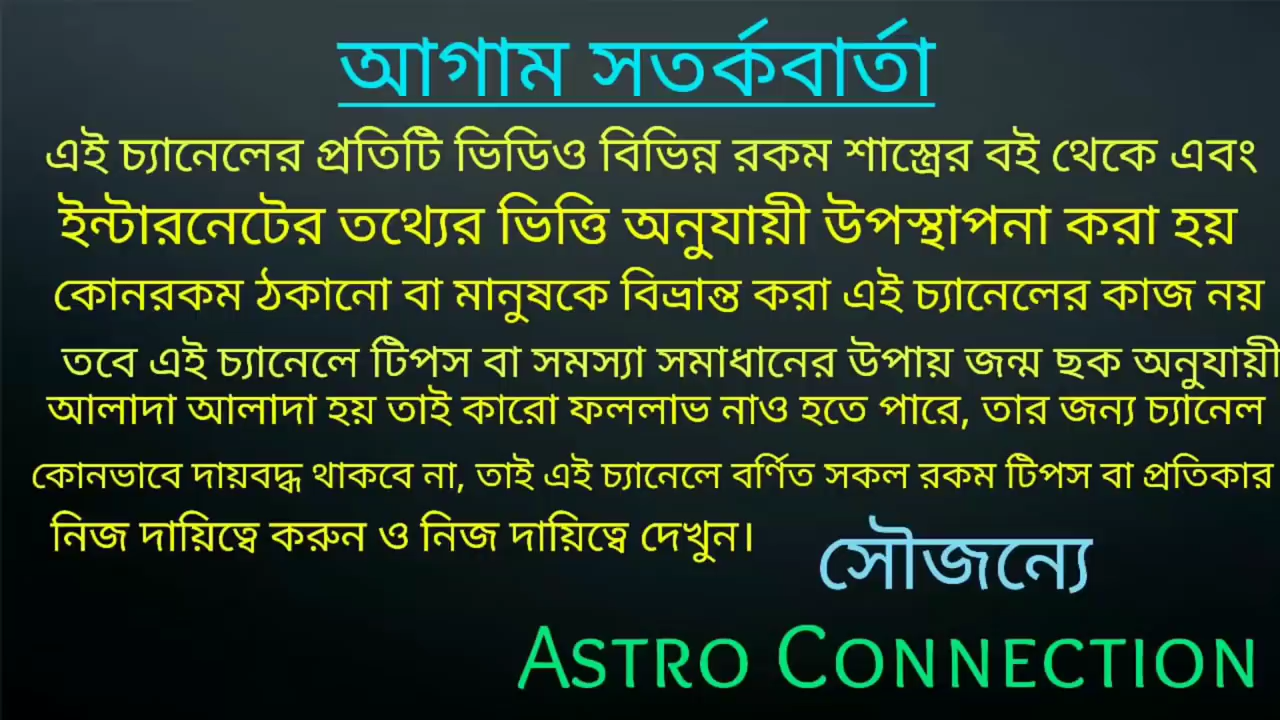 আগাম সতর্কবার্তা
এই চ্যানেলের প্রতিটি ভিডিও বিভিন্ন রকম শাস্ত্রের বই থেকে এবং
ইন্টারনেটের তথ্যের ভিত্তি অনুযায়ী উপস্থাপনা করা হয়
কোনরকম ঠকানো বা মানুষকে বিভ্রান্ত করা এই চ্যানেলের কাজ নয়
তবে এই চ্যানেলে টিপস বা সমস্যা সমাধানের উপায় জন্ম ছক অনুযায়ী
আলাদা আলাদা হয় তাই কারো ফললাভ নাও হতে পারে, তার জন্য চ্যানেল
কোনভাবে দায়বদ্ধ থাকবে না, তাই এই চ্যানেলে বর্ণিত সকল রকম টিপস বা প্রতিকার
নিজ দায়িত্বে করুন ও নিজ দায়িত্বে দেখুন।
সৌজন্যে
ASTRO CONNECTION